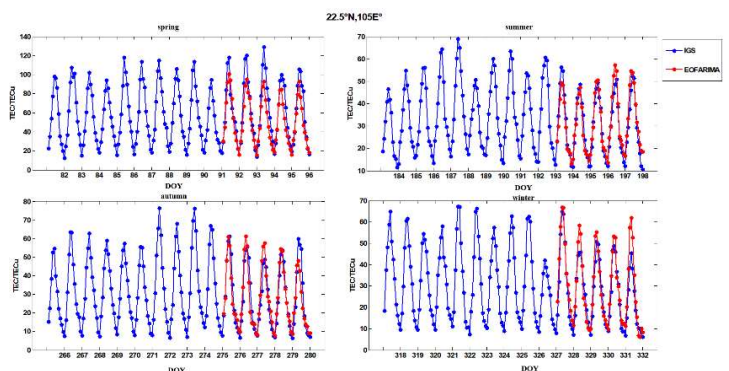 22.5°N,105E°
spring
summer
TEC/TECu
140
120
100
80
60
40
20
0
82 83 84 85 86 87 88 89 90 91 92 93 94 95 96
DOY
TEC/TECu
70
60
50
40
30
20
10
184 185 186 187 188 189 190 191 192 193 194 195 196 197 198
DOY
IGS
EOFARIMA
autumn
winter
TEC/TECu
80
70
60
50
40
30
20
10
0
266 267 268 269 270 271 272 273 274 275 276 277 278 279 280
DOY
TEC/TECu
70
60
50
40
30
20
10
0
318 319 320 321 322 323 324 325 326 327 328 329 330 331 332
DOY